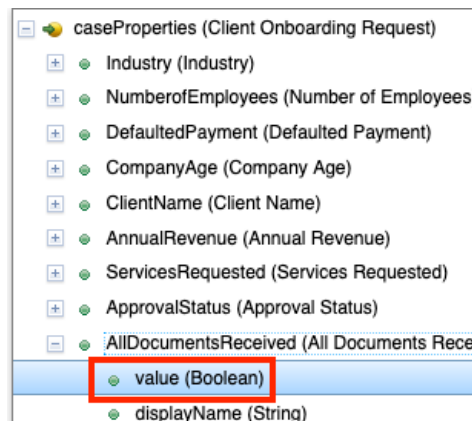 caseProperties (Client Onboarding Request)
Industry (Industry)
NumberofEmployees (Number of Employees
DefaultedPayment (Defaulted Payment)
CompanyAge (Company Age)
ClientName (Client Name)
AnnualRevenue (Annual Revenue)
ServicesRequested (Services Requested)
ApprovalStatus (Approval Status)
AllDocumentsReceived (All Documents Rece
value (Boolean)
displayName (String)